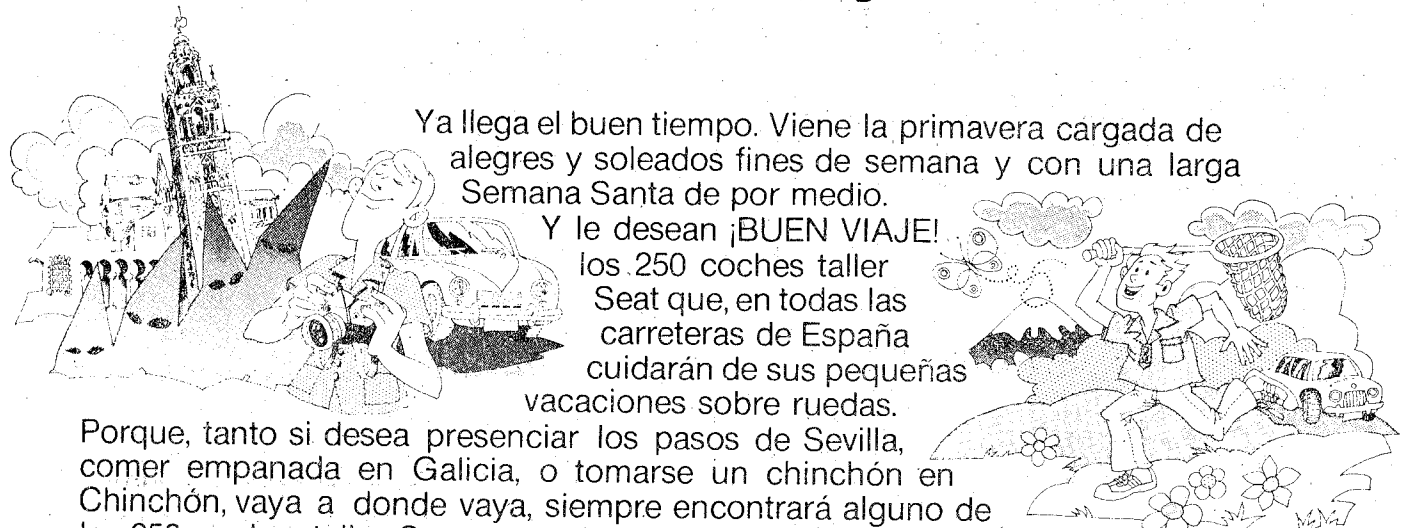 Ya llega el buen tiempo. Viene la primavera cargada de
alegres y soleados fines de semana y con una larga
Semana Santa de por medio.
Y le desean ¡BUEN VIAJE!
los 250 coches taller
Seat que, en todas las
carreteras de España
cuidarán de sus pequeñas
vacaciones sobre ruedas.
Porque, tanto si desea presenciar los pasos de Sevilla,
comer empanada en Galicia, o tomarse un chinchón en
Chinchón, vaya a donde vaya, siempre encontrará alguno de